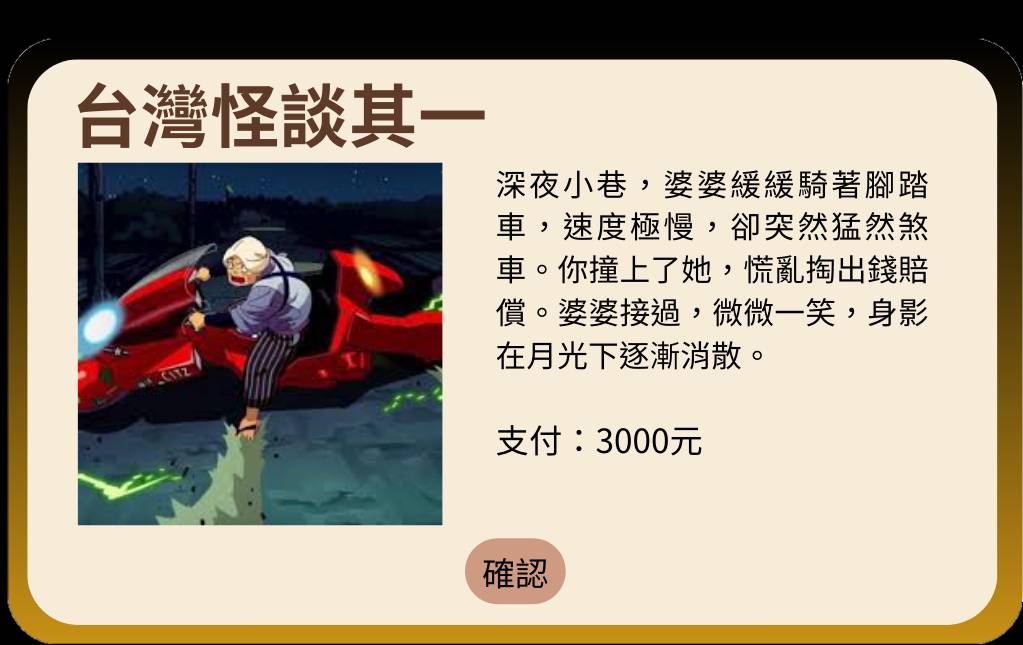 台灣怪談其一
深夜小巷，婆婆緩緩騎著腳踏
車，速度極慢，卻突然猛然煞
車。你撞上了她，慌亂掏出錢賠
償。婆婆接過，微微一笑，身影
在月光下逐漸消散。
支付：3000元
CITZ
確認